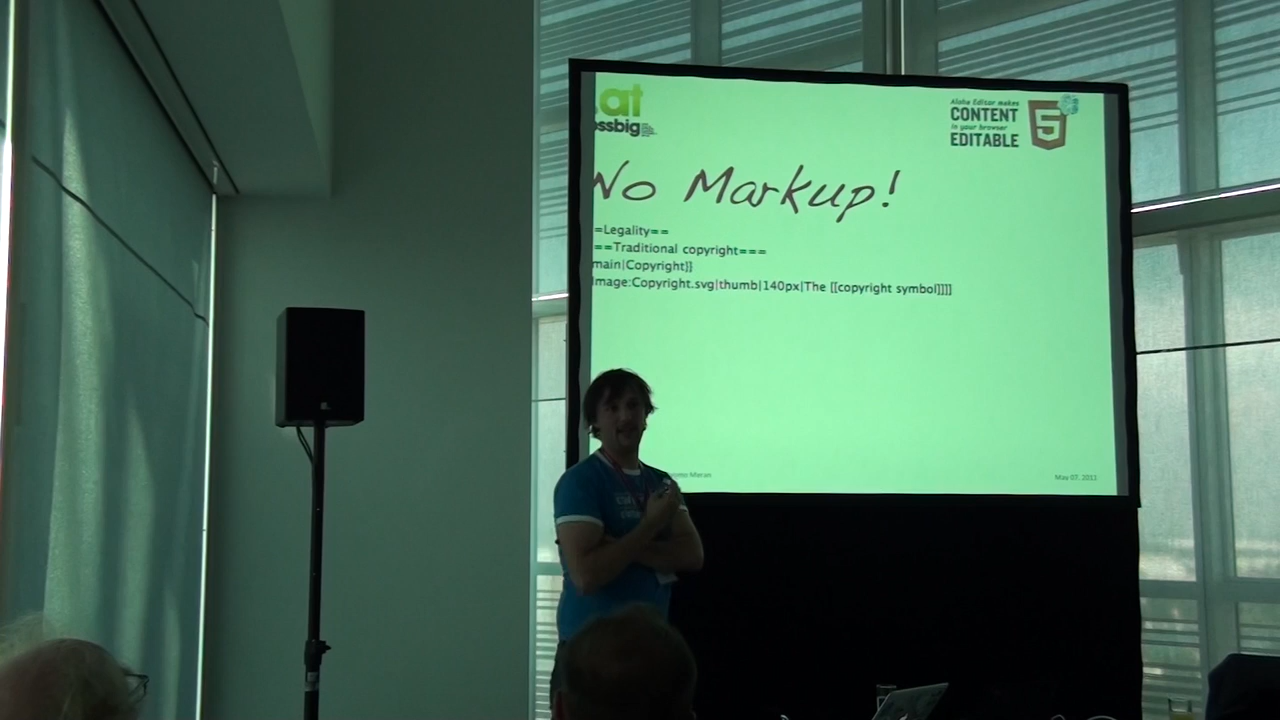 at
ssbig
Aloha Editor makes
CONTENT
in your browser
EDITABLE
5
No Markup!
=Legality==
==Traditional copyright===
main|Copyright}}
mage:Copyright.svg|thumb|140px|The [[copyright symbol]]]]
May 07, 2013